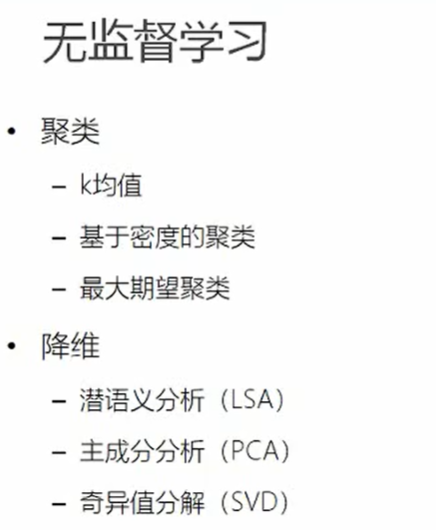 无监督学习
• 聚类
– k均值
– 基于密度的聚类
– 最大期望聚类
• 降维
– 潜语义分析（LSA）
– 主成分分析（PCA）
– 奇异值分解（SVD）